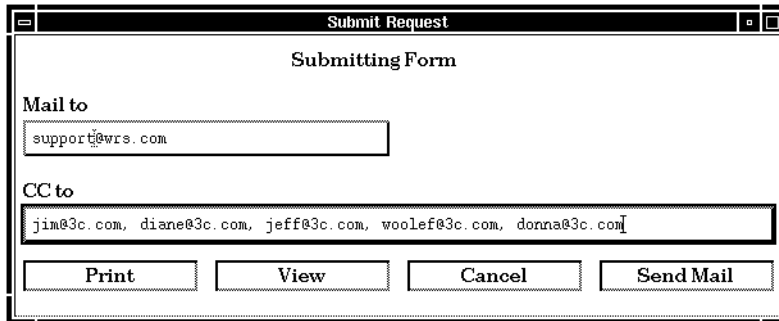 Submit Request
Submitting Form
Mail to
support@wrs.com
CC to
jim@3c.com, diane@3c.com, jeff@3c.com, woolef@3c.com, donna@3c.com
Print View Cancel Send Mail